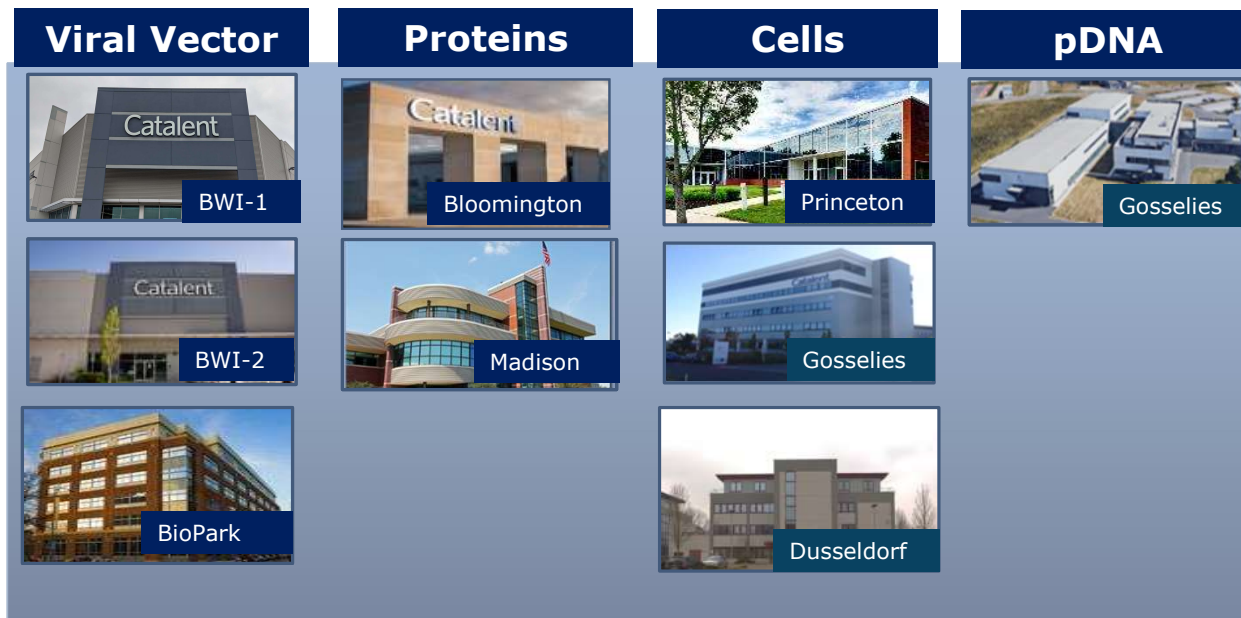 Viral Vector
Proteins
Cells
pDNA
Catalent
BWI-1
Catalent
Bloomington
Princeton
Gosselies
Catalent
BWI-2
Madison
Catalent
Gosselies
BioPark
Dusseldorf